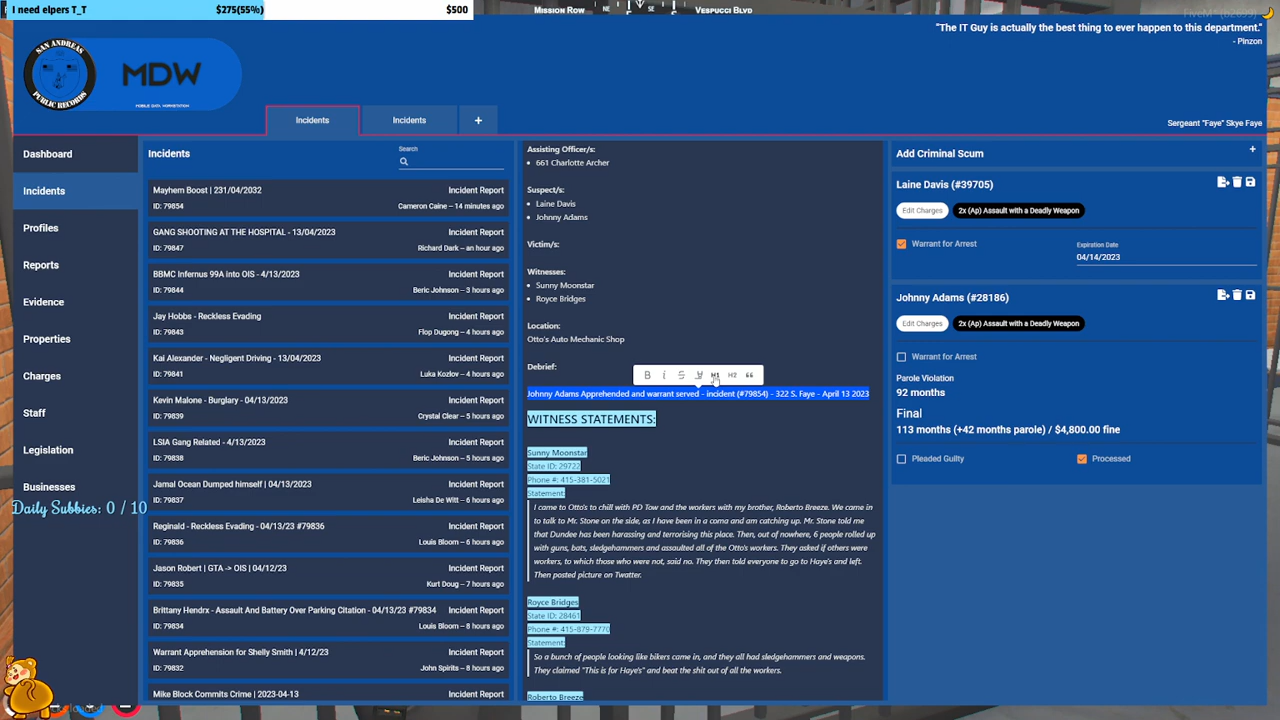 I need elpers T_T
$275(55%)
$500
MISSION ROW
NE
SE
VESPUCCI BLVD
FiveM
"The IT Guy is actually the best thing to ever happen to this department."
- Pinzon
SAN ANDREAS
PUBLIC RECORDS
MDW
MOBILE DATA WORKSTATION
Incidents
Incidents
+
Sergeant "Faye" Skye Faye
Dashboard
Incidents
Profiles
Reports
Evidence
Properties
Charges
Staff
Legislation
Businesses
Daily Subbies: 0 / 10
Incidents
Search
Mayhem Boost | 231/04/2032
Incident Report
ID: 79854
Cameron Caine – 14 minutes ago
GANG SHOOTING AT THE HOSPITAL - 13/04/2023
Incident Report
ID: 79847
Richard Dark – an hour ago
BBMC Infernus 99A into OIS - 4/13/2023
Incident Report
ID: 79844
Beric Johnson – 3 hours ago
Jay Hobbs - Reckless Evading
Incident Report
ID: 79843
Flop Dugong – 4 hours ago
Kai Alexander - Negligent Driving - 13/04/2023
Incident Report
ID: 79841
Luka Kozlov – 4 hours ago
Kevin Malone - Burglary - 04/13/2023
Incident Report
ID: 79839
Crystal Clear – 5 hours ago
LSIA Gang Related - 4/13/2023
Incident Report
ID: 79838
Beric Johnson – 5 hours ago
Jamal Ocean Dumped himself | 04/13/2023
Incident Report
ID: 79837
Leisha De Witt – 6 hours ago
Reginald - Reckless Evading - 04/13/23 #79836
Incident Report
ID: 79836
Louis Bloom – 6 hours ago
Jason Robert | GTA -> OIS | 04/12/23
Incident Report
ID: 79835
Kurt Doug – 7 hours ago
Brittany Hendrx - Assault And Battery Over Parking Citation - 04/13/23 #79834
Incident Report
ID: 79834
Louis Bloom – 8 hours ago
Warrant Apprehension for Shelly Smith | 4/12/23
Incident Report
ID: 79832
John Spirits – 8 hours ago
Mike Block Commits Crime | 2023-04-13
Incident Report
Assisting Officer/s:
• 661 Charlotte Archer
Suspect/s:
• Laine Davis
• Johnny Adams
Victim/s:
Witnesses:
• Sunny Moonstar
• Royce Bridges
Location:
Otto's Auto Mechanic Shop
Debrief:
B i S H1 H2 ❝
Johnny Adams Apprehended and warrant served - incident (#79854) - 322 S. Faye - April 13 2023
WITNESS STATEMENTS:
Sunny Moonstar
State ID: 29722
Phone #: 415-381-5021
Statement:
I came to Otto's to chill with PD Tow and the workers with my brother, Roberto Breeze. We came in
to talk to Mr. Stone on the side, as I have been in a coma and am catching up. Mr. Stone told me
that Dundee has been harassing and terrorising this place. Then, out of nowhere, 6 people rolled up
with guns, bats, sledgehammers and assaulted all of the Otto's workers. They asked if others were
workers, to which those who were not, said no. They then told everyone to go to Haye's and left.
Then posted picture on Twatter.
Royce Bridges
State ID: 28461
Phone #: 415-879-7770
Statement:
So a bunch of people looking like bikers came in, and they all had sledgehammers and weapons.
They claimed "This is for Haye's" and beat the shit out of all the workers.
Roberto Breeze
Add Criminal Scum
+
Laine Davis (#39705)
Edit Charges
2x (Ap) Assault with a Deadly Weapon
Warrant for Arrest
Expiration Date
04/14/2023
Johnny Adams (#28186)
Edit Charges
2x (Ap) Assault with a Deadly Weapon
Warrant for Arrest
Parole Violation
92 months
Final
113 months (+42 months parole) / $4,800.00 fine
Pleaded Guilty
Processed